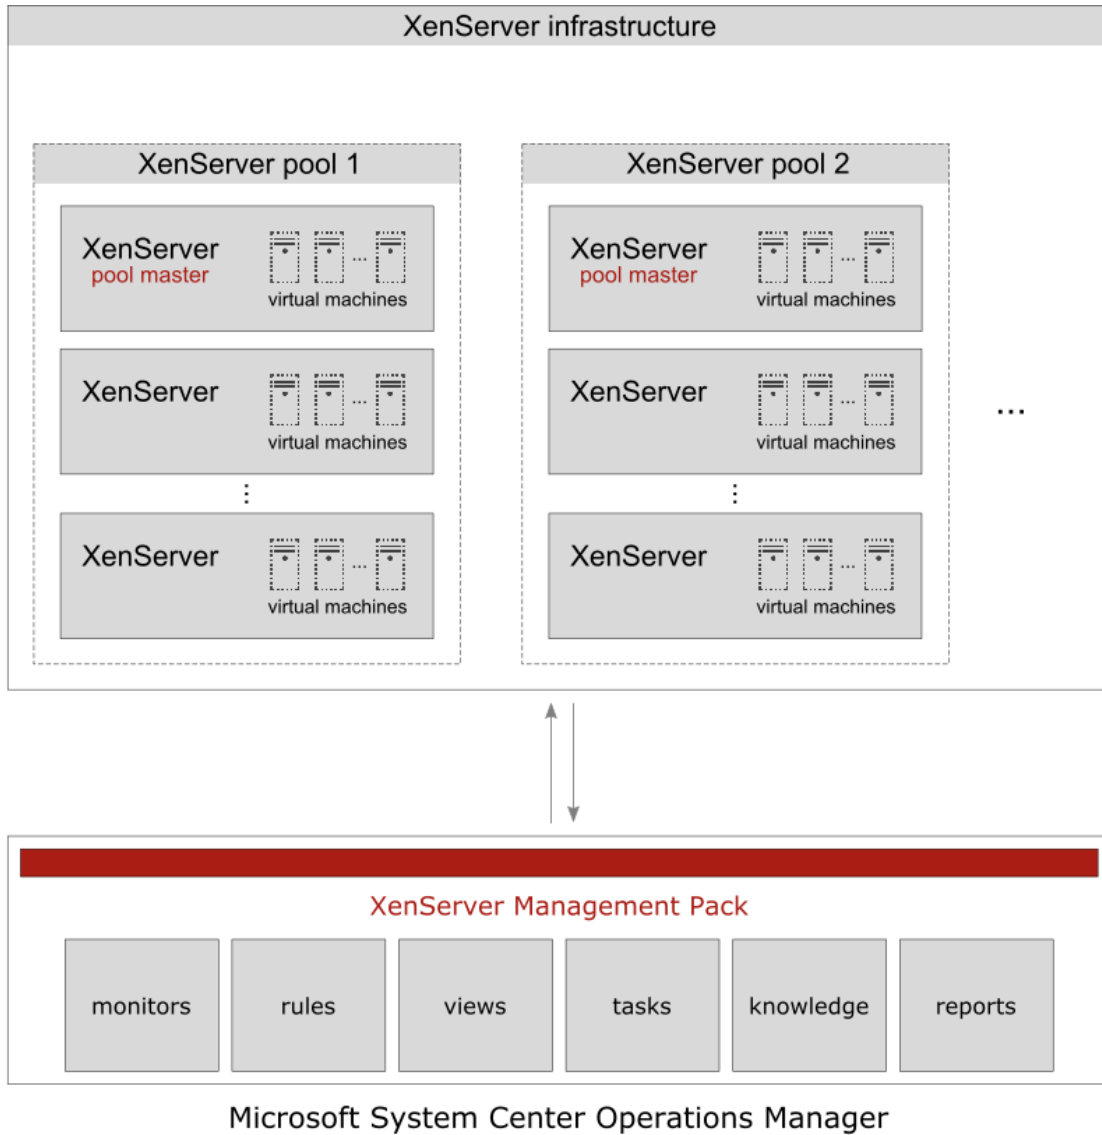 XenServer infrastructure
XenServer pool 1
XenServer
pool master
...
virtual machines
XenServer
...
virtual machines
...
XenServer
...
virtual machines
XenServer pool 2
XenServer
pool master
...
virtual machines
XenServer
...
virtual machines
...
XenServer
...
virtual machines
...
XenServer Management Pack
monitors
rules
views
tasks
knowledge
reports
Microsoft System Center Operations Manager